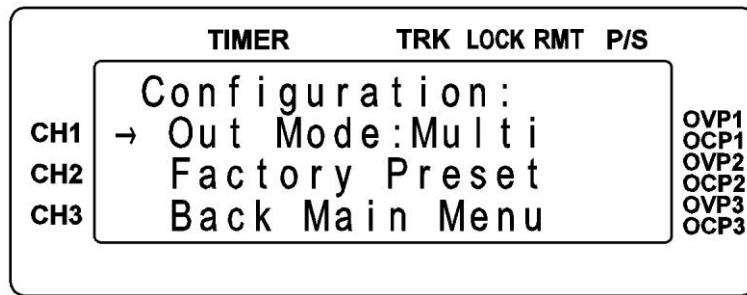 TIMER TRK LOCK RMT P/S
Configuration:
CH1 → Out Mode:Multi OVP1
OCP1
CH2 Factory Preset OVP2
OCP2
CH3 Back Main Menu OVP3
OCP3